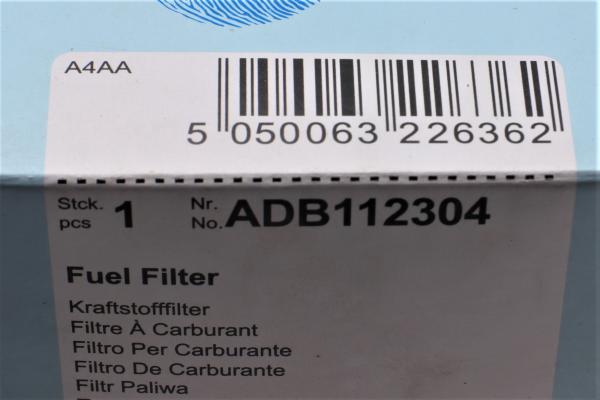 A4AA
5 050063 226362
Stck. pcs 1 Nr. No. ADB112304
Fuel Filter
Kraftstofffilter
Filtre À Carburant
Filtro Per Carburante
Filtro De Carburante
Filtr Paliwa